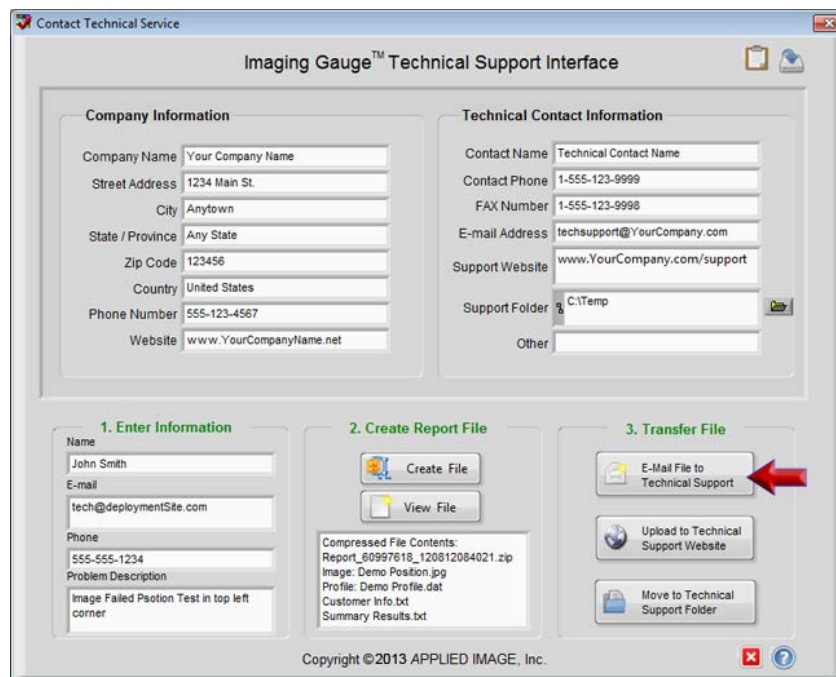 Contact Technical Service
Imaging Gauge™ Technical Support Interface
Company Information
Company Name Your Company Name
Street Address 1234 Main St.
City Anytown
State / Province Any State
Zip Code 123456
Country United States
Phone Number 555-123-4567
Website www.YourCompanyName.net
Technical Contact Information
Contact Name Technical Contact Name
Contact Phone 1-555-123-9999
FAX Number 1-555-123-9998
E-mail Address techsupport@YourCompany.com
Support Website www.YourCompany.com/support
Support Folder C:\Temp
Other
1. Enter Information
Name
John Smith
E-mail
tech@deploymentSite.com
Phone
555-555-1234
Problem Description
Image Failed Psotion Test in top left
corner
2. Create Report File
Create File
View File
Compressed File Contents:
Report_60997618_120812084021.zip
Image: Demo Position.jpg
Profile: Demo Profile.dat
Customer Info.txt
Summary Results.txt
3. Transfer File
E-Mail File to
Technical Support
Upload to Technical
Support Website
Move to Technical
Support Folder
Copyright ©2013 APPLIED IMAGE, Inc.